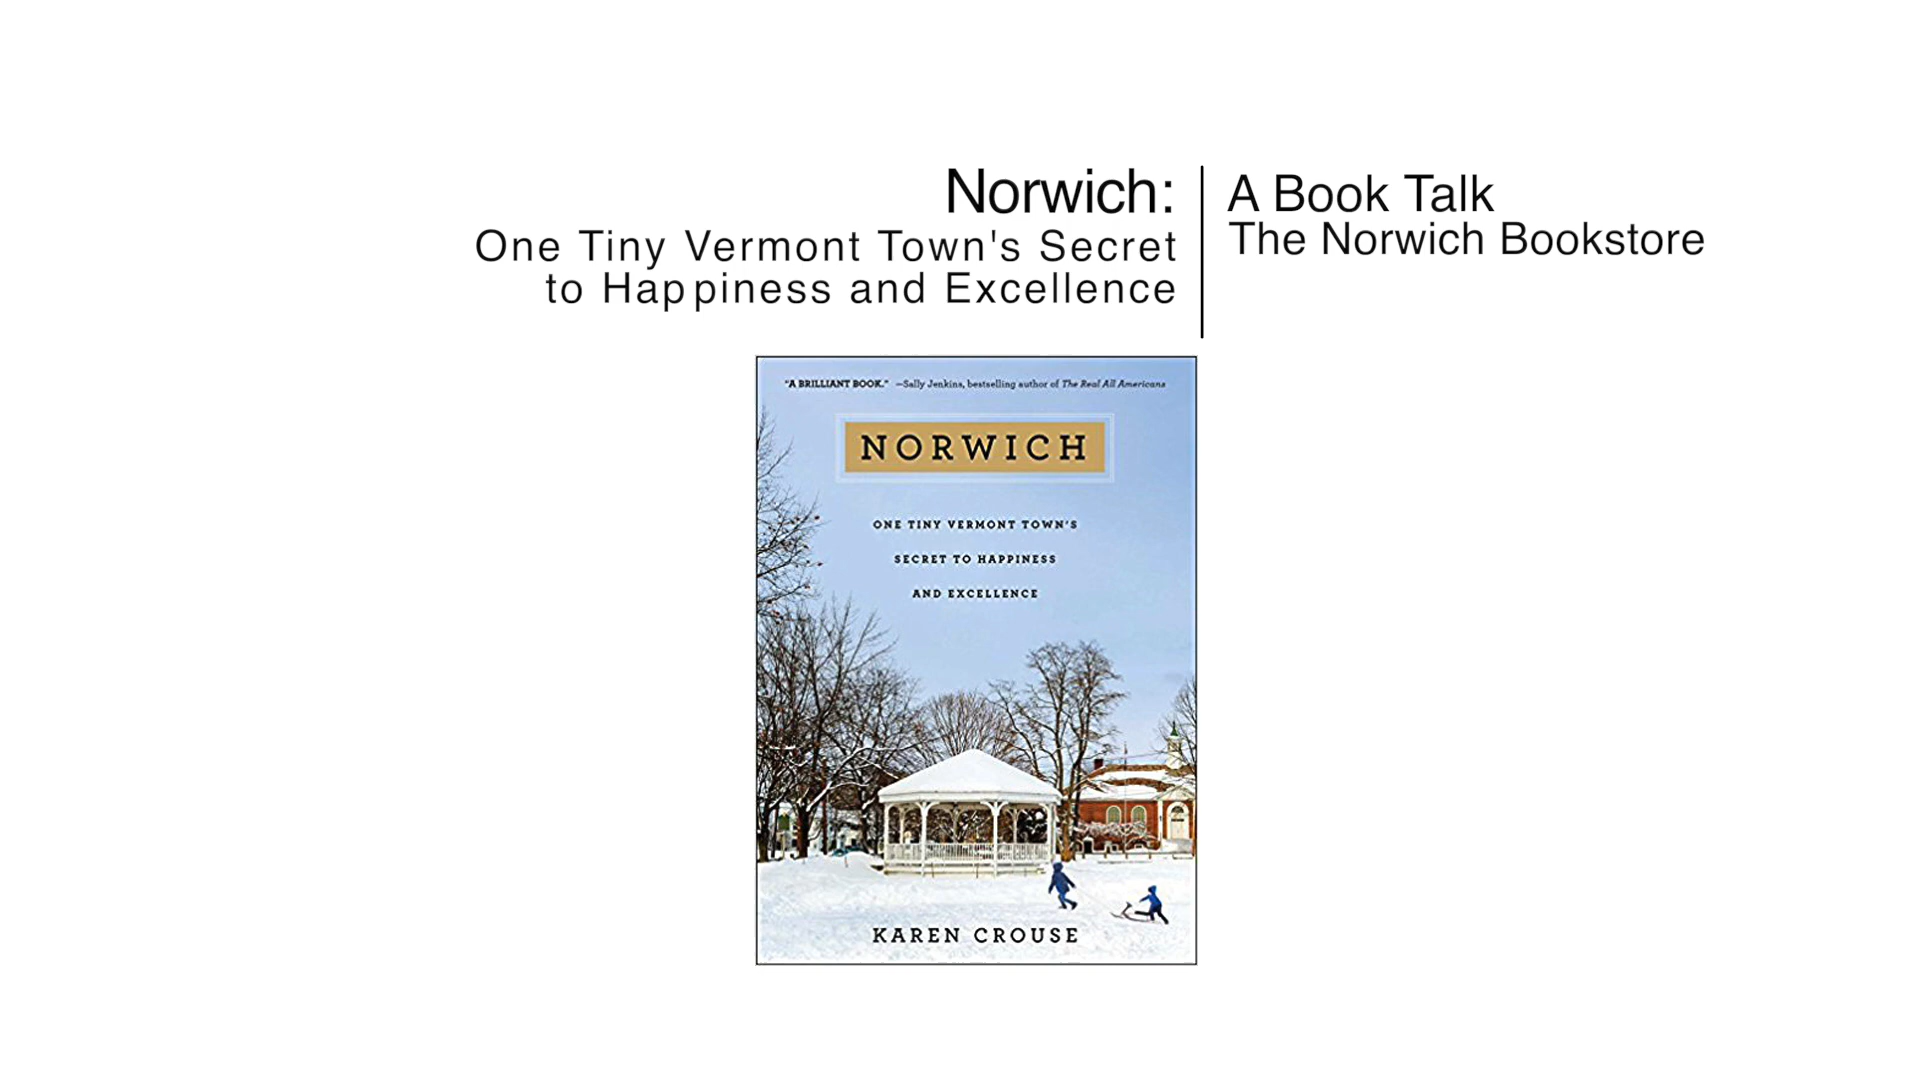 Norwich:
One Tiny Vermont Town's Secret
to Happiness and Excellence
A Book Talk
The Norwich Bookstore
"A BRILLIANT BOOK." —Sally Jenkins, bestselling author of The Real All Americans
NORWICH
ONE TINY VERMONT TOWN'S
SECRET TO HAPPINESS
AND EXCELLENCE
KAREN CROUSE